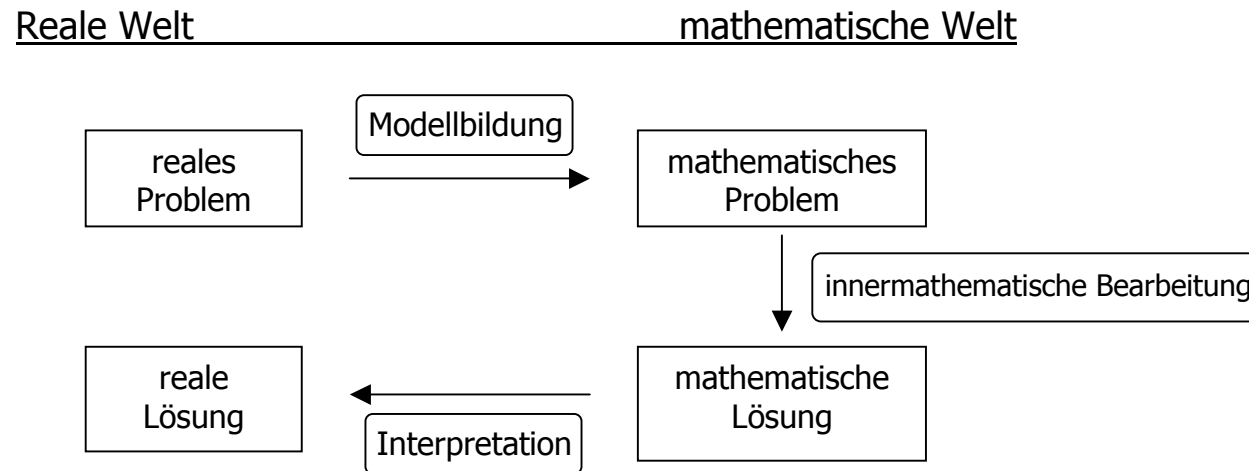 Reale Welt mathematische Welt
Modellbildung
reales
Problem
mathematisches
Problem
innermathematische Bearbeitung
reale
Lösung
mathematische
Lösung
Interpretation